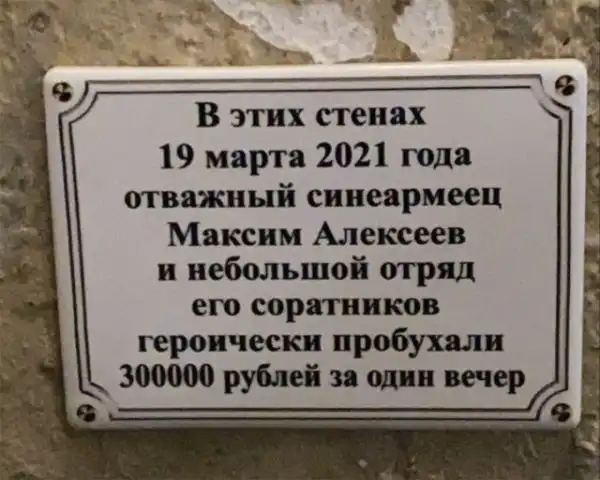 В этих стенах
19 марта 2021 года
отважный синеармеец
Максим Алексеев
и небольшой отряд
его соратников
героически пробухали
300000 рублей за один вечер